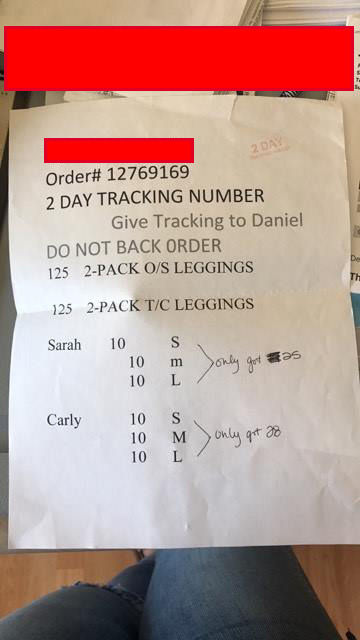 2 DAY
Order# 12769169
2 DAY TRACKING NUMBER
Give Tracking to Daniel
DO NOT BACK 0RDER
125 2-PACK O/S LEGGINGS
125 2-PACK T/C LEGGINGS
Sarah 10 S
10 m
10 L
only got 25
Carly 10 S
10 M
10 L
only got 28